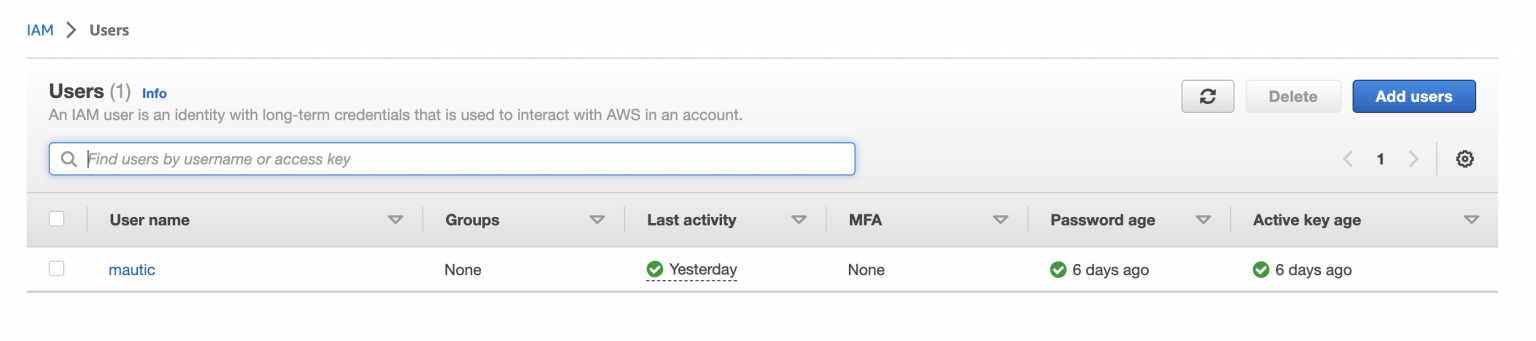 IAM > Users
Users (1) Info
An IAM user is an identity with long-term credentials that is used to interact with AWS in an account.
Delete
Add users
Find users by username or access key
1
User name Groups Last activity MFA Password age Active key age
mautic None Yesterday None 6 days ago 6 days ago